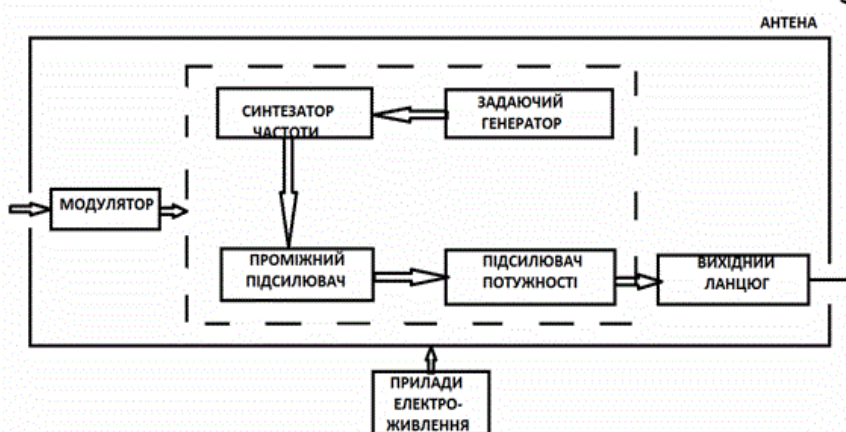 АНТЕНА
СИНТЕЗАТОР
ЧАСТОТИ
ЗАДАЮЧИЙ
ГЕНЕРАТОР
МОДУЛЯТОР
ПРОМІЖНИЙ
ПІДСИЛЮВАЧ
ПІДСИЛЮВАЧ
ПОТУЖНОСТІ
ВИХІДНИЙ
ЛАНЦЮГ
ПРИЛАДИ
ЕЛЕКТРО-
ЖИВЛЕННЯ